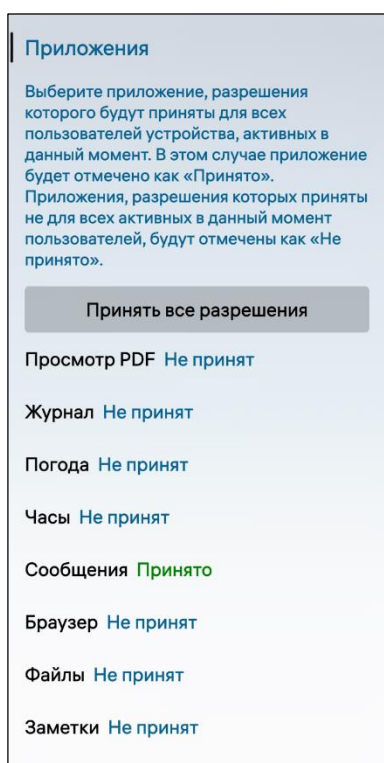 Приложения
Выберите приложение, разрешения
которого будут приняты для всех
пользователей устройства, активных в
данный момент. В этом случае приложение
будет отмечено как «Принято».
Приложения, разрешения которых приняты
не для всех активных в данный момент
пользователей, будут отмечены как «Не
принято».
Принять все разрешения
Просмотр PDF Не принят
Журнал Не принят
Погода Не принят
Часы Не принят
Сообщения Принято
Браузер Не принят
Файлы Не принят
Заметки Не принят